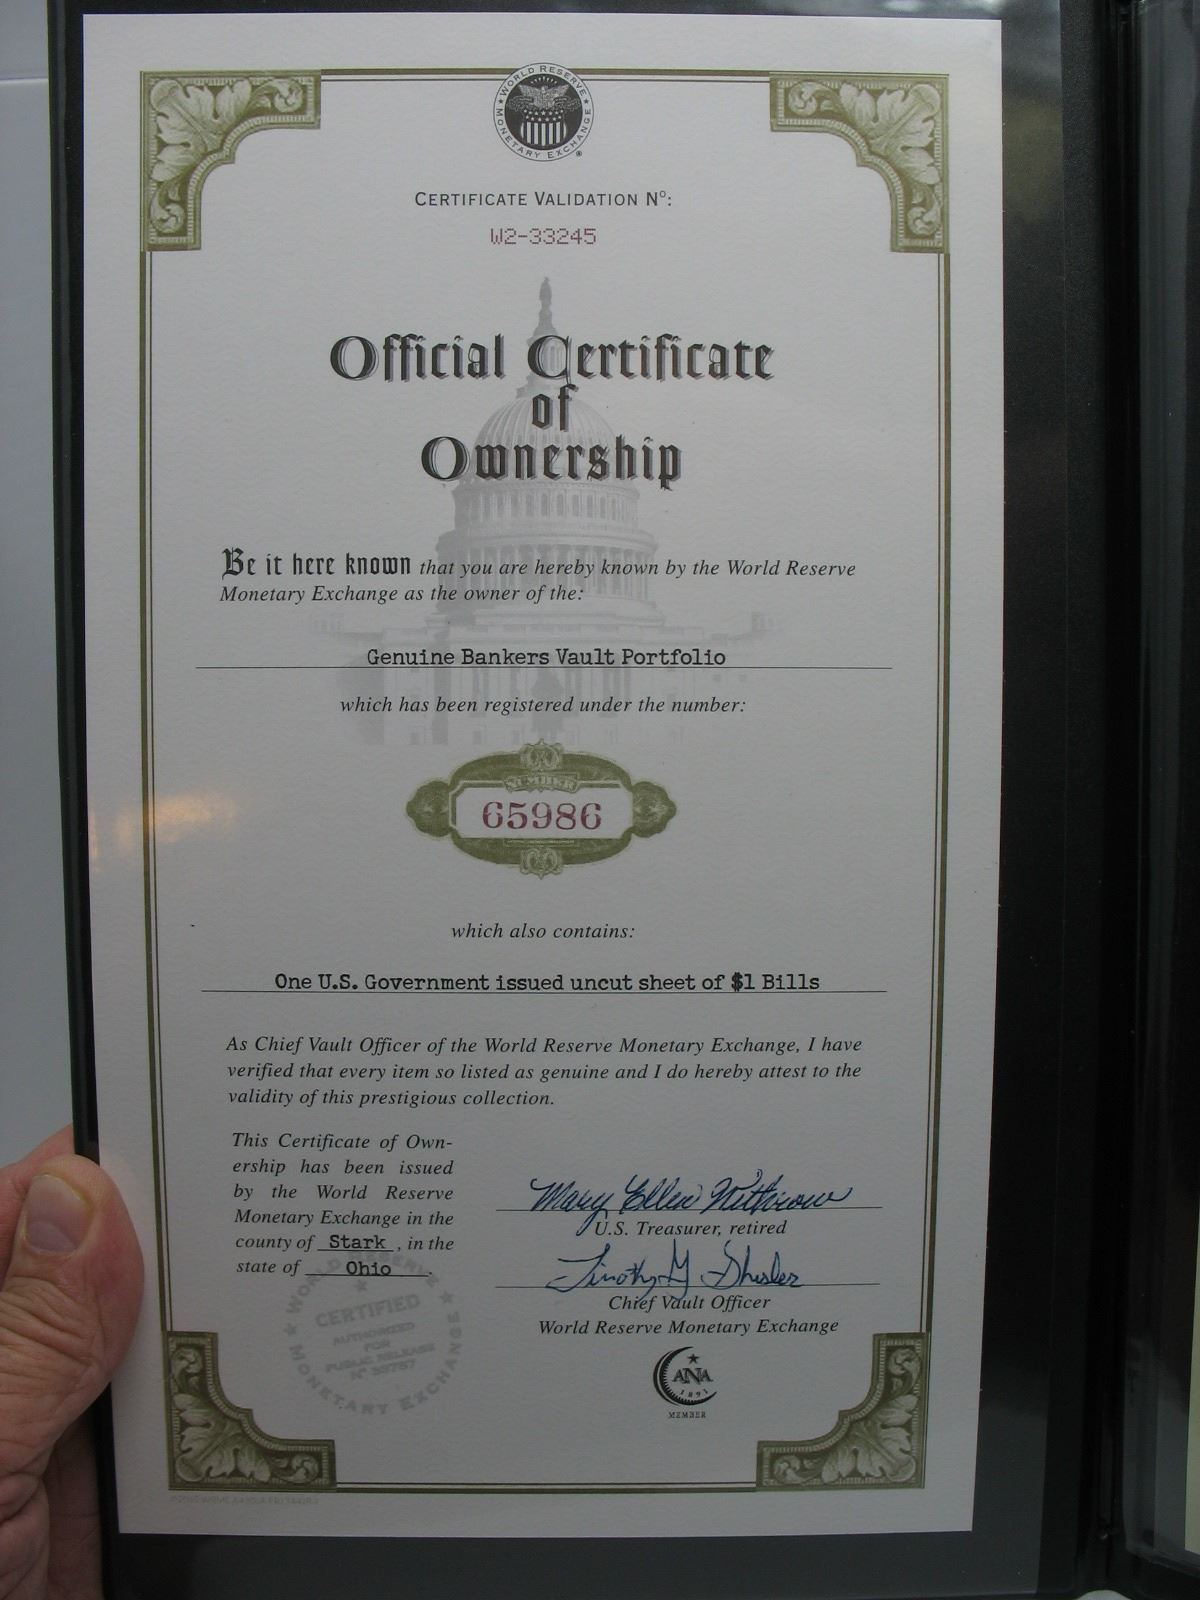 WORLD RESERVE MONETARY EXCHANGE
CERTIFICATE VALIDATION Nº:
W2-33245
Official Certificate
of
Ownership
Be it here known that you are hereby known by the World Reserve
Monetary Exchange as the owner of the:
Genuine Bankers Vault Portfolio
which has been registered under the number:
NUMBER
65986
which also contains:
One U.S. Government issued uncut sheet of $1 Bills
As Chief Vault Officer of the World Reserve Monetary Exchange, I have
verified that every item so listed as genuine and I do hereby attest to the
validity of this prestigious collection.
This Certificate of Own-
ership has been issued
by the World Reserve
Monetary Exchange in the
county of Stark , in the
state of Ohio .
Mary Ellen Withrow
U.S. Treasurer, retired
Timothy J Shisler
Chief Vault Officer
World Reserve Monetary Exchange
WORLD RESERVE MONETARY EXCHANGE
CERTIFIED
AUTHORIZED
FOR
PUBLIC RELEASE
ANA
1891
MEMBER